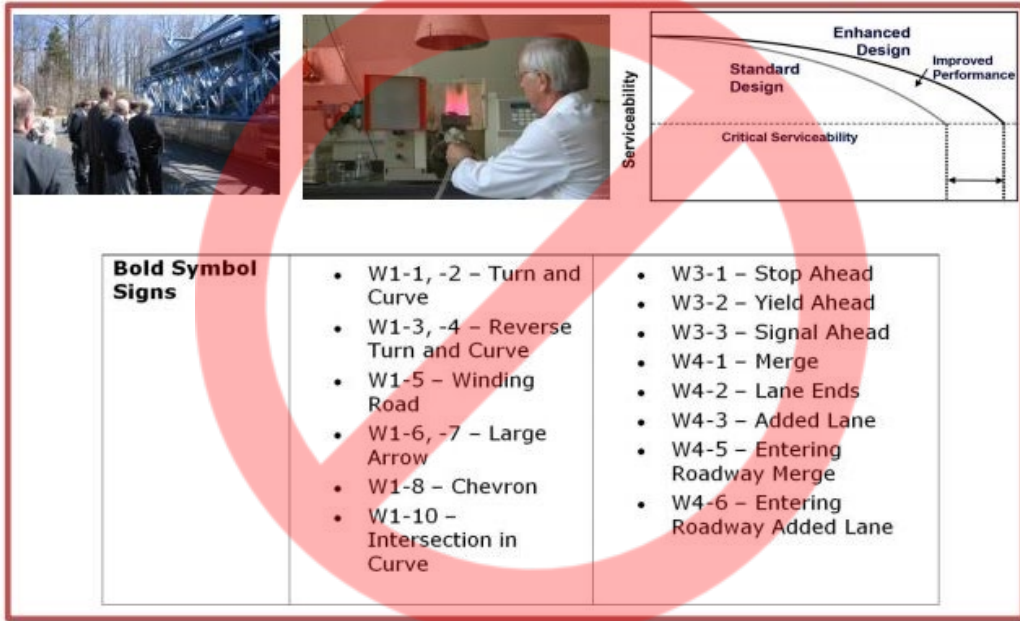 Enhanced
Design
Improved
Performance
Standard
Design
Critical Serviceability
Serviceability
Bold Symbol
Signs
• W1-1, -2 – Turn and
Curve
• W1-3, -4 – Reverse
Turn and Curve
• W1-5 – Winding
Road
• W1-6, -7 – Large
Arrow
• W1-8 – Chevron
• W1-10 –
Intersection in
Curve
• W3-1 – Stop Ahead
• W3-2 – Yield Ahead
• W3-3 – Signal Ahead
• W4-1 – Merge
• W4-2 – Lane Ends
• W4-3 – Added Lane
• W4-5 – Entering
Roadway Merge
• W4-6 – Entering
Roadway Added Lane